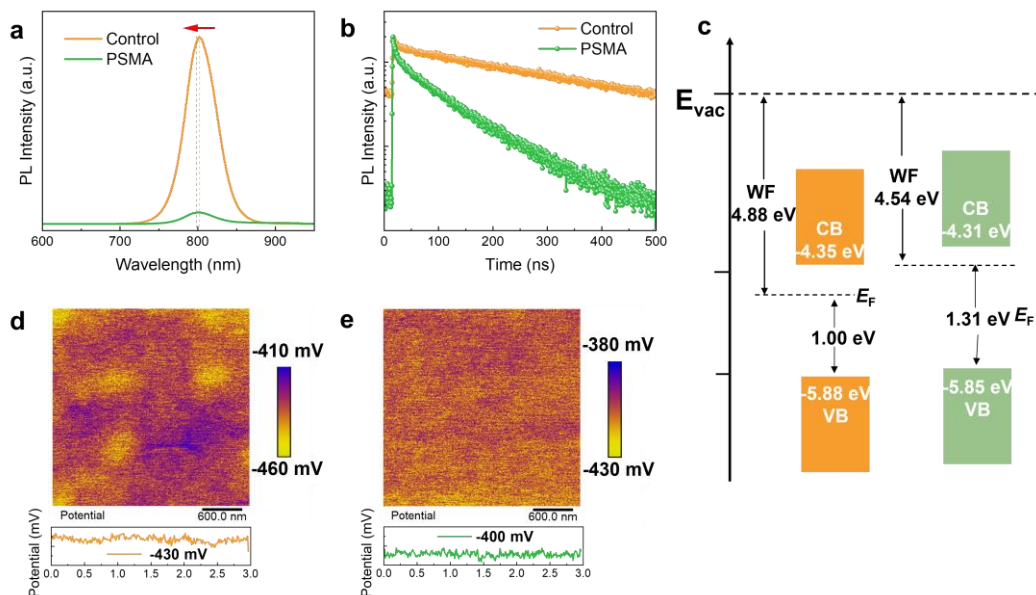 a
Control
PSMA
PL Intensity (a.u.)
600
700
800
900
Wavelength (nm)
b
Control
PSMA
PL Intensity (a.u.)
0
100
200
300
400
500
Time (ns)
c
Evac
WF
4.88 eV
WF
4.54 eV
CB
-4.35 eV
CB
-4.31 eV
EF
1.00 eV
1.31 eV
EF
-5.88 eV
VB
-5.85 eV
VB
d
-410 mV
-460 mV
Potential
600.0 nm
Potential (mV)
-430 mV
0.0
0.5
1.0
1.5
2.0
2.5
3.0
e
-380 mV
-430 mV
Potential
600.0 nm
Potential (mV)
-400 mV
0.0
0.5
1.0
1.5
2.0
2.5
3.0